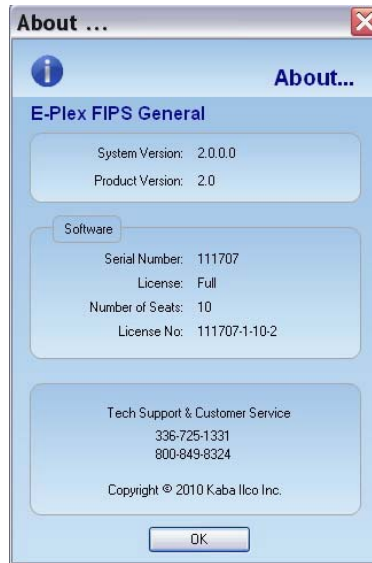 About ...
About...
E-Plex FIPS General
System Version: 2.0.0.0
Product Version: 2.0
Software
Serial Number: 111707
License: Full
Number of Seats: 10
License No: 111707-1-10-2
Tech Support & Customer Service
336-725-1331
800-849-8324
Copyright © 2010 Kaba Ilco Inc.
OK